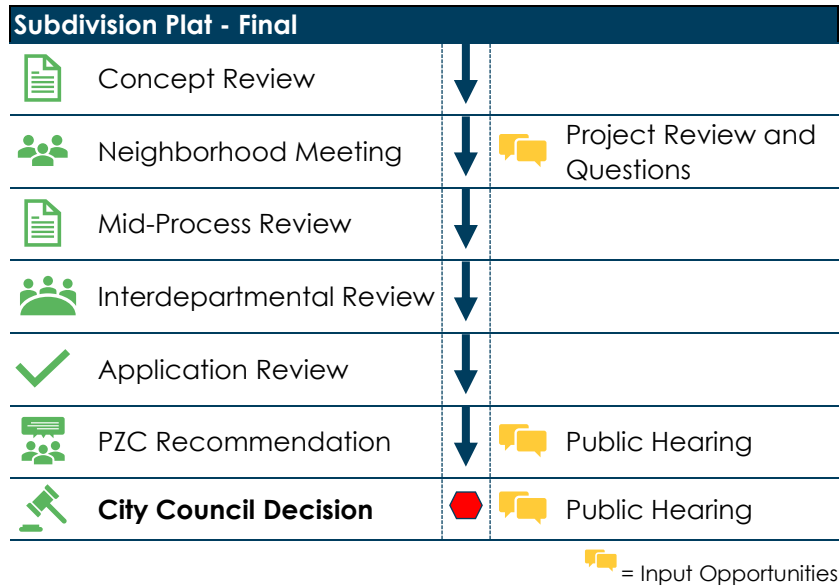 Subdivision Plat - Final
Concept Review
Neighborhood Meeting
Project Review and
Questions
Mid-Process Review
Interdepartmental Review
Application Review
PZC Recommendation
Public Hearing
City Council Decision
Public Hearing
= Input Opportunities